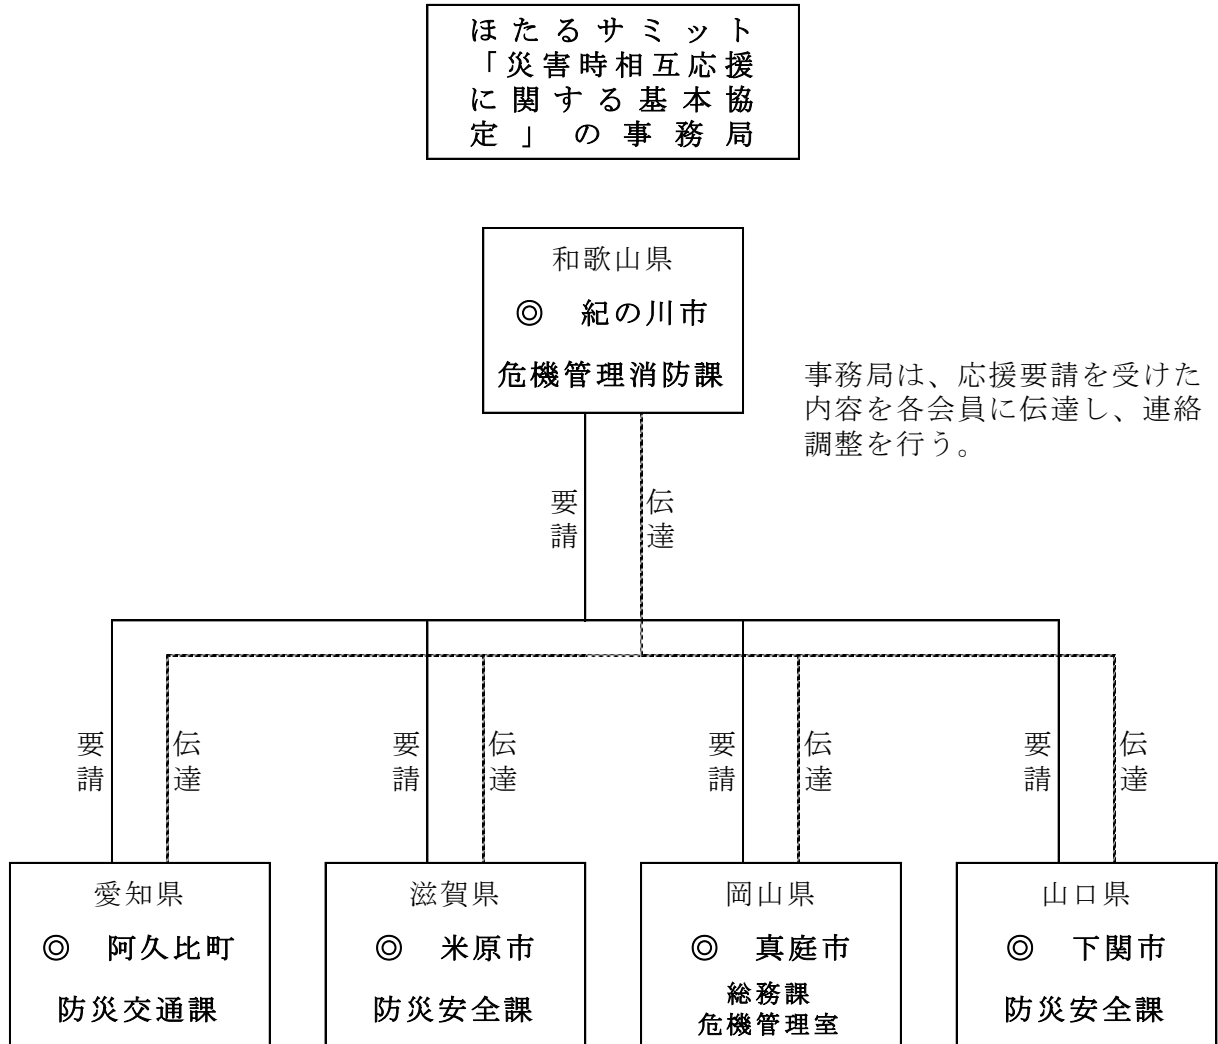 ほたるサミット
「災害時相互応援
に関する基本協
定」の事務局
和歌山県
◎　紀の川市
危機管理消防課
事務局は、応援要請を受けた
内容を各会員に伝達し、連絡
調整を行う。
要請
伝達
要請
伝達
要請
伝達
要請
伝達
要請
伝達
愛知県
◎　阿久比町
防災交通課
滋賀県
◎　米原市
防災安全課
岡山県
◎　真庭市
総務課
危機管理室
山口県
◎　下関市
防災安全課